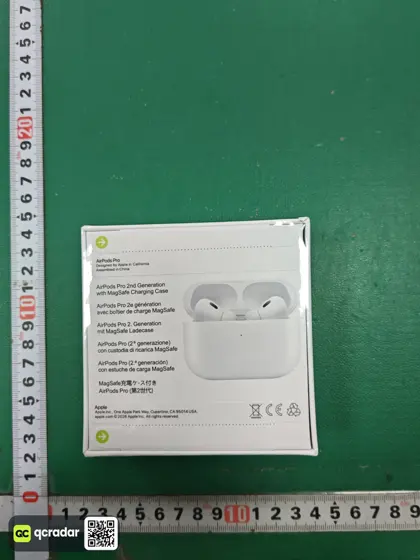 AirPods Pro
Designed by Apple in California
Assembled in China
AirPods Pro 2nd Generation
with MagSafe Charging Case
AirPods Pro 2e génération
avec boîtier de charge MagSafe
AirPods Pro 2. Generation
mit MagSafe Ladecase
AirPods Pro (2ª generazione)
con custodia di ricarica MagSafe
AirPods Pro (2.ª generación)
con estuche de carga MagSafe
MagSafe充電ケース付き
AirPods Pro (第2世代)
Apple
Apple Inc., One Apple Park Way, Cupertino, CA 95014 USA.
apple.com Apple Inc. All rights reserved.
CE
QC qcradar